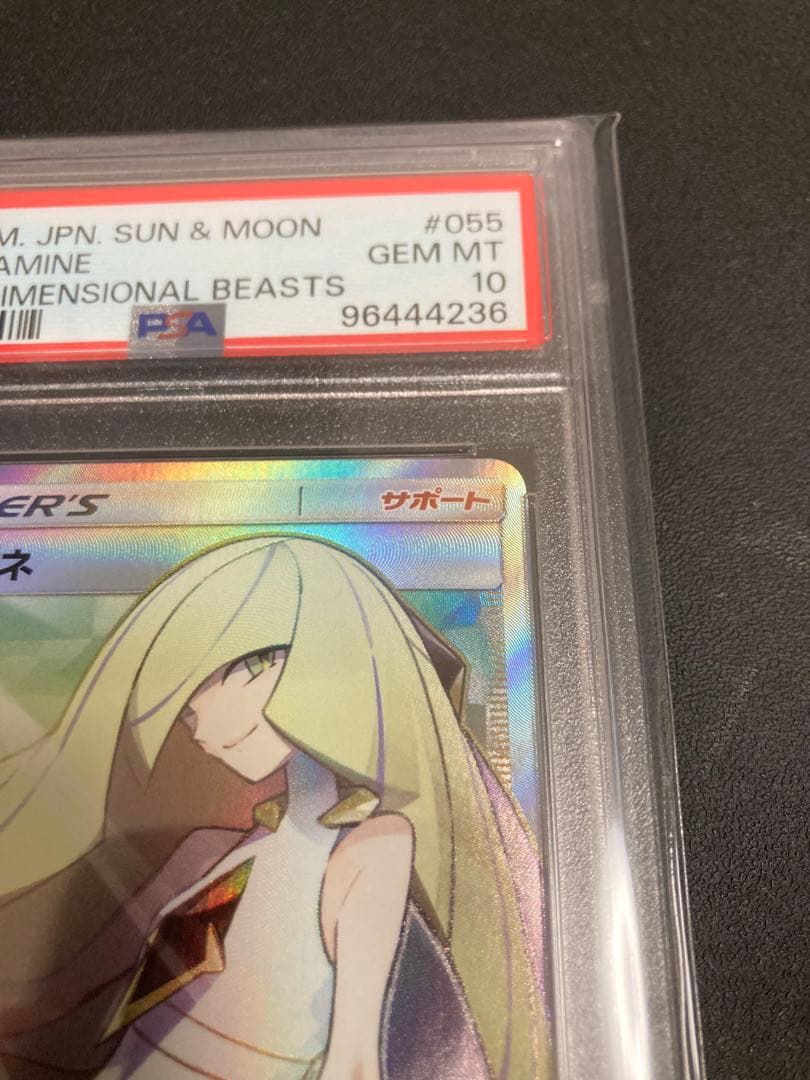 M. JPN. SUN & MOON #055
AMINE GEM MT
IMENSIONAL BEASTS 10
PSA 96444236
ER'S サポート
ネ